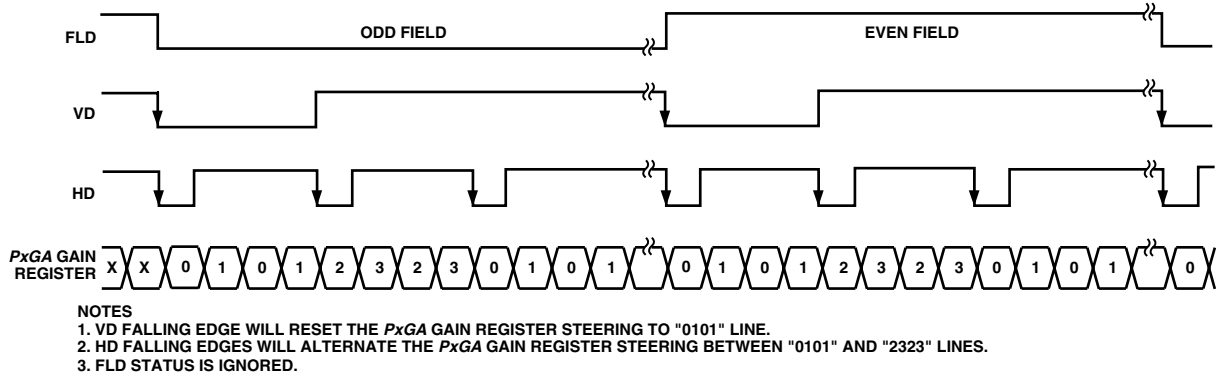 FLD
ODD FIELD
EVEN FIELD
VD
HD
PxGA GAIN
REGISTER
X X 0 1 0 1 2 3 2 3 0 1 0 1 0 1 0 1 2 3 2 3 0 1 0 1 0
NOTES
1. VD FALLING EDGE WILL RESET THE PxGA GAIN REGISTER STEERING TO "0101" LINE.
2. HD FALLING EDGES WILL ALTERNATE THE PxGA GAIN REGISTER STEERING BETWEEN "0101" AND "2323" LINES.
3. FLD STATUS IS IGNORED.